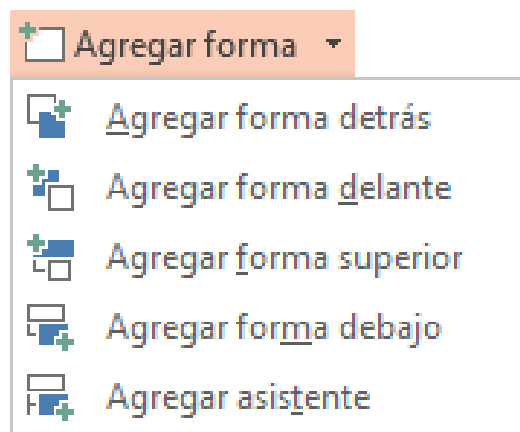 Agregar forma
Agregar forma detrás
Agregar forma delante
Agregar forma superior
Agregar forma debajo
Agregar asistente